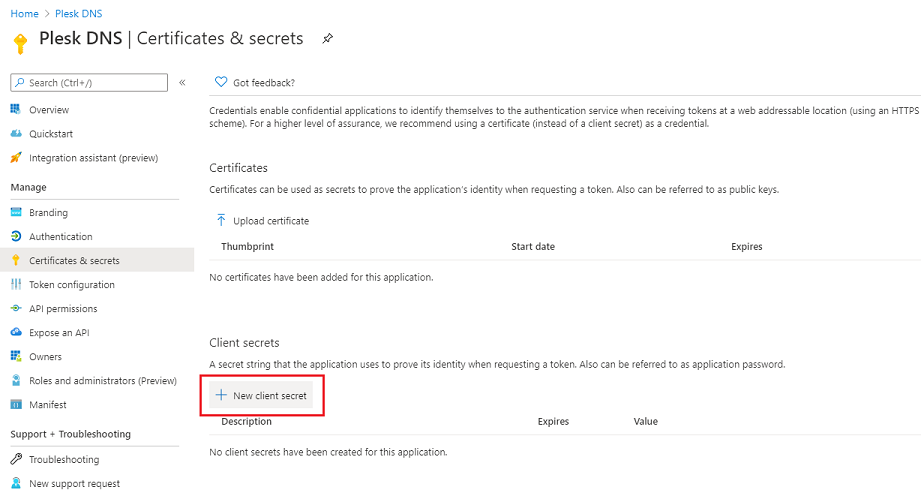 Home > Plesk DNS
Plesk DNS | Certificates & secrets
Search (Ctrl+/)
«
Overview
Quickstart
Integration assistant (preview)
Manage
Branding
Authentication
Certificates & secrets
Token configuration
API permissions
Expose an API
Owners
Roles and administrators (Preview)
Manifest
Support + Troubleshooting
Troubleshooting
New support request
Got feedback?
Credentials enable confidential applications to identify themselves to the authentication service when receiving tokens at a web addressable location (using an HTTPS
scheme). For a higher level of assurance, we recommend using a certificate (instead of a client secret) as a credential.
Certificates
Certificates can be used as secrets to prove the application's identity when requesting a token. Also can be referred to as public keys.
Upload certificate
Thumbprint Start date Expires
No certificates have been added for this application.
Client secrets
A secret string that the application uses to prove its identity when requesting a token. Also can be referred to as application password.
New client secret
Description Expires Value
No client secrets have been created for this application.